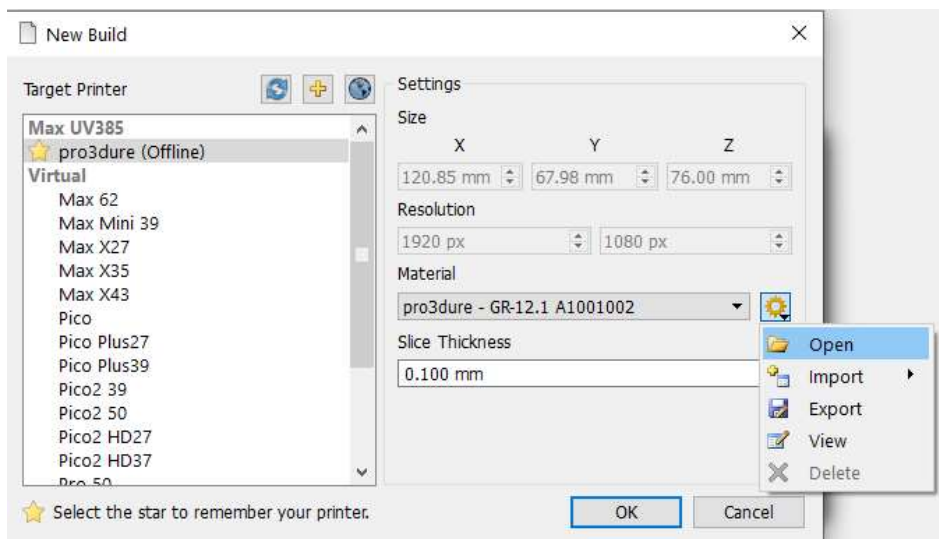 New Build
Target Printer
Max UV385
pro3dure (Offline)
Virtual
Max 62
Max Mini 39
Max X27
Max X35
Max X43
Pico
Pico Plus27
Pico Plus39
Pico2 39
Pico2 50
Pico2 HD27
Pico2 HD37
Pro 50
Select the star to remember your printer.
Settings
Size
X Y Z
120.85 mm 67.98 mm 76.00 mm
Resolution
1920 px 1080 px
Material
pro3dure - GR-12.1 A1001002
Slice Thickness
0.100 mm
Open
Import
Export
View
Delete
OK Cancel